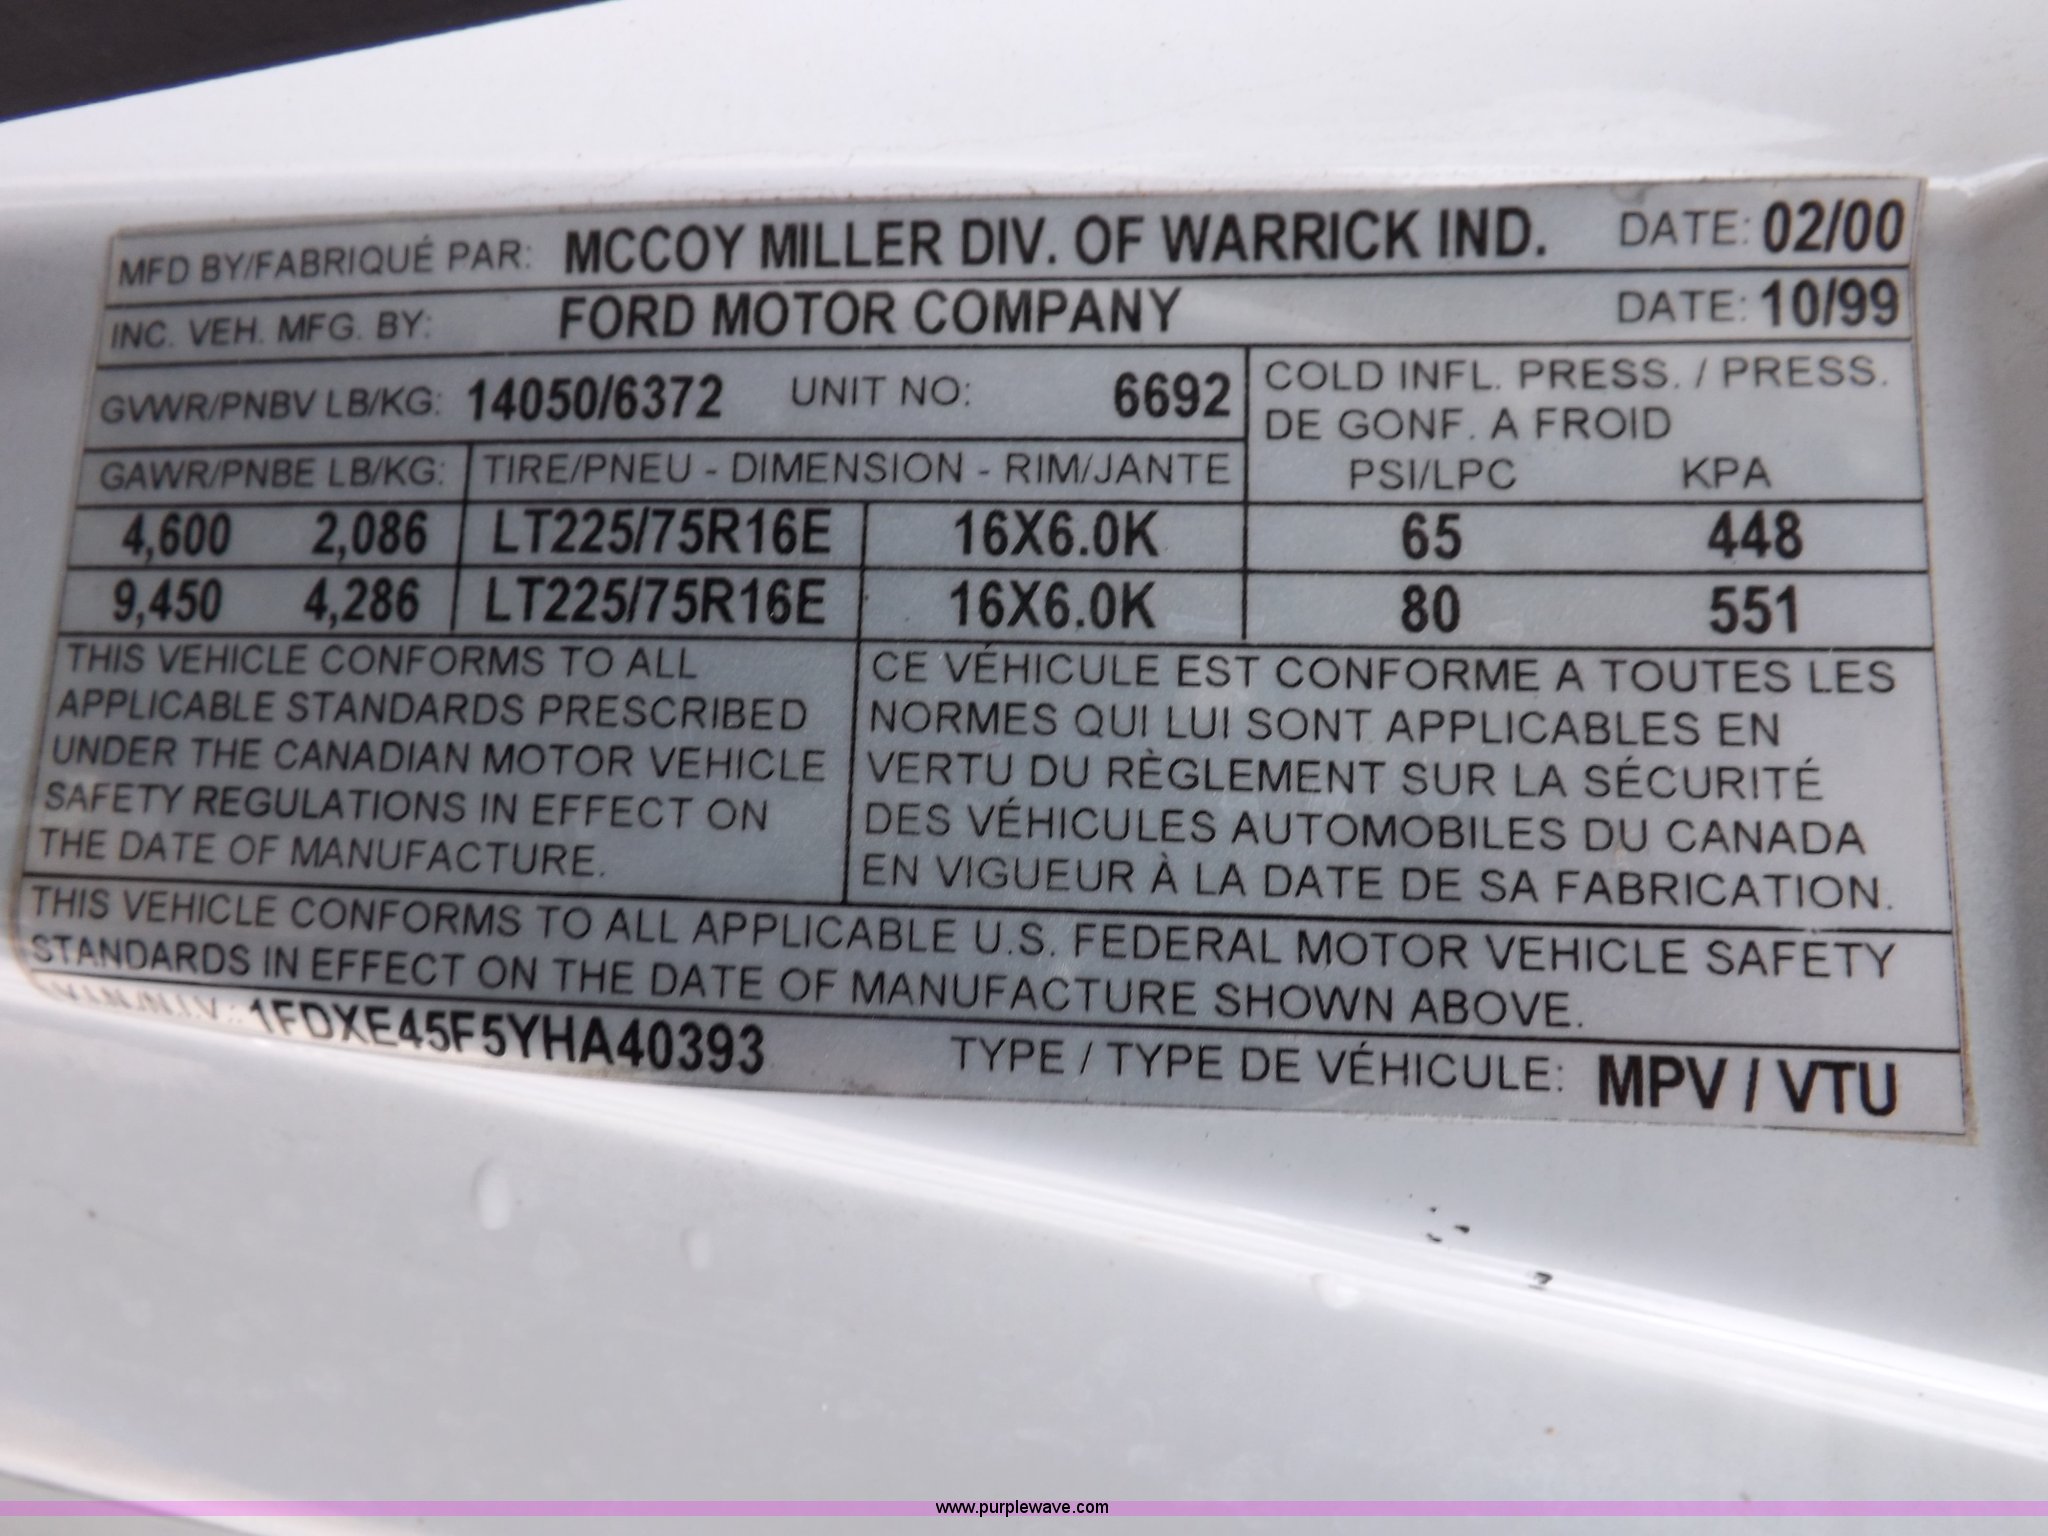 MFD BY/FABRIQUÉ PAR: MCCOY MILLER DIV. OF WARRICK IND. DATE: 02/00
INC. VEH. MFG. BY: FORD MOTOR COMPANY DATE: 10/99
GVWR/PNBV LB/KG: 14050/6372 UNIT NO: 6692
COLD INFL. PRESS. / PRESS.
DE GONF. A FROID
GAWR/PNBE LB/KG: TIRE/PNEU - DIMENSION - RIM/JANTE PSI/LPC KPA
4,600 2,086 LT225/75R16E 16X6.0K 65 448
9,450 4,286 LT225/75R16E 16X6.0K 80 551
THIS VEHICLE CONFORMS TO ALL
APPLICABLE STANDARDS PRESCRIBED
UNDER THE CANADIAN MOTOR VEHICLE
SAFETY REGULATIONS IN EFFECT ON
THE DATE OF MANUFACTURE.
CE VÉHICULE EST CONFORME A TOUTES LES
NORMES QUI LUI SONT APPLICABLES EN
VERTU DU RÈGLEMENT SUR LA SÉCURITÉ
DES VÉHICULES AUTOMOBILES DU CANADA
EN VIGUEUR À LA DATE DE SA FABRICATION.
THIS VEHICLE CONFORMS TO ALL APPLICABLE U.S. FEDERAL MOTOR VEHICLE SAFETY
STANDARDS IN EFFECT ON THE DATE OF MANUFACTURE SHOWN ABOVE.
V.I.N./N.I.V.: 1FDXE45F5YHA40393 TYPE / TYPE DE VÉHICULE: MPV / VTU
www.purplewave.com